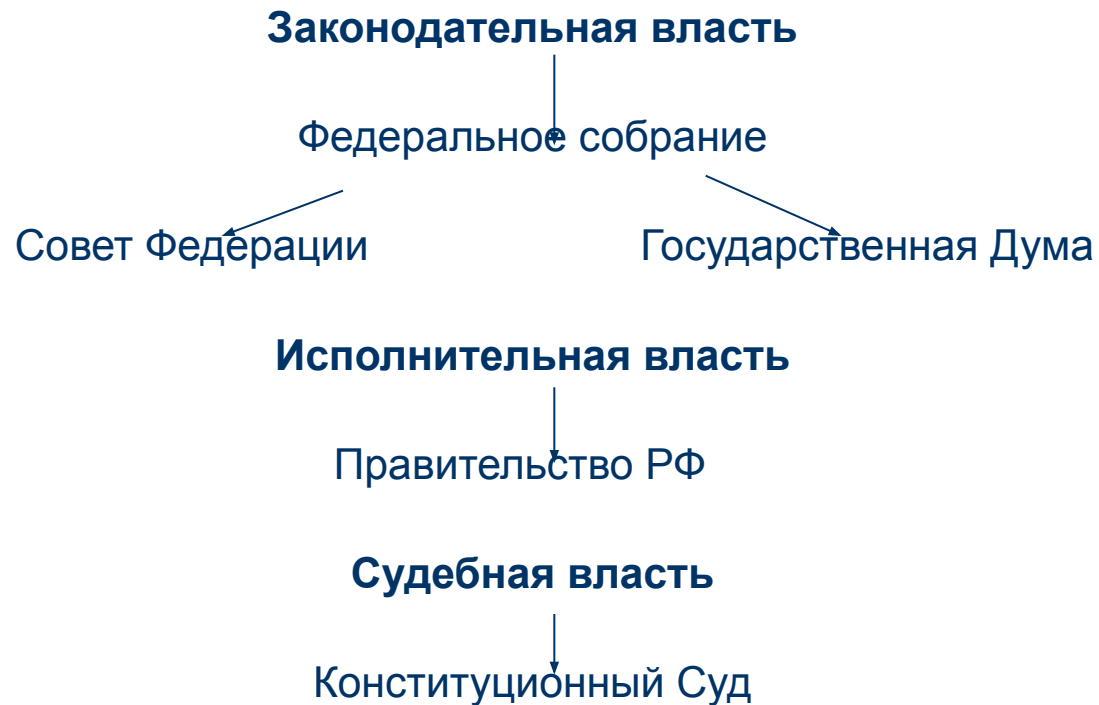 Законодательная власть
Федеральное собрание
Совет Федерации Государственная Дума
Исполнительная власть
Правительство РФ
Судебная власть
Конституционный Суд